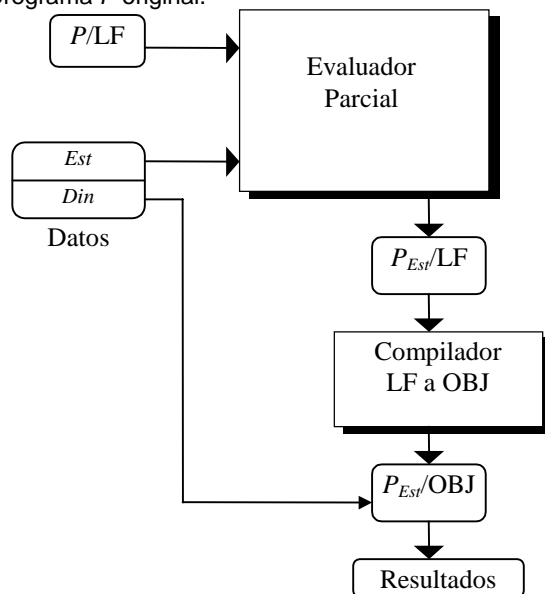 programa P original.
P/LF
Evaluador
Parcial
Est
Din
Datos
P_Est/LF
Compilador
LF a OBJ
P_Est/OBJ
Resultados